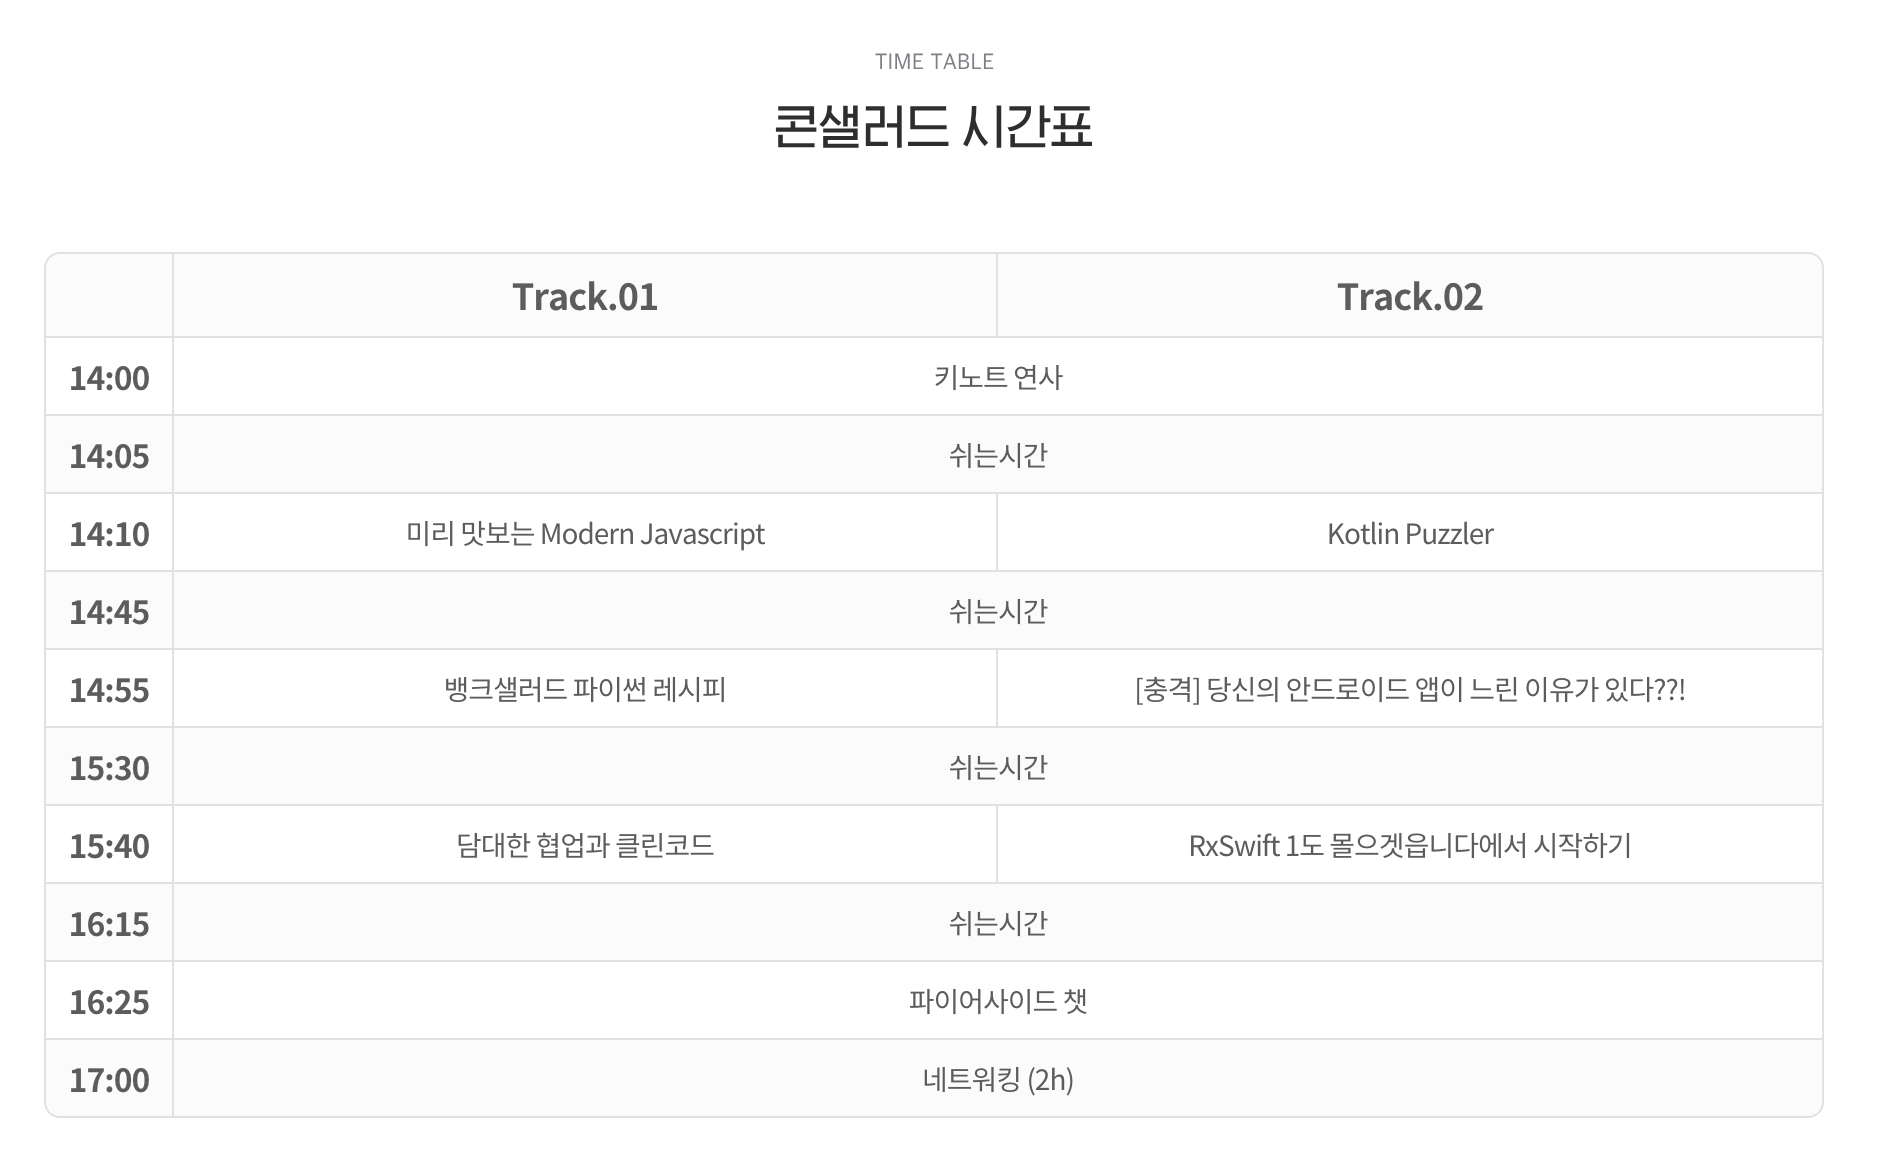 TIME TABLE
콘샐러드 시간표
Track.01 Track.02
14:00 키노트 연사
14:05 쉬는시간
14:10 미리 맛보는 Modern Javascript Kotlin Puzzler
14:45 쉬는시간
14:55 뱅크샐러드 파이썬 레시피 [충격] 당신의 안드로이드 앱이 느린 이유가 있다??!
15:30 쉬는시간
15:40 담대한 협업과 클린코드 RxSwift 1도 몰으겟읍니다에서 시작하기
16:15 쉬는시간
16:25 파이어사이드 챗
17:00 네트워킹 (2h)